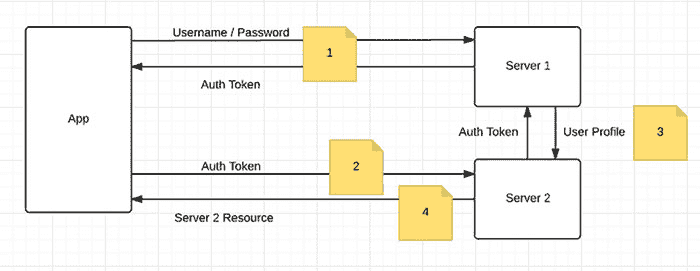 Username / Password
1
Auth Token
Server 1
App
Auth Token
User Profile
3
Auth Token
2
Server 2
4
Server 2 Resource